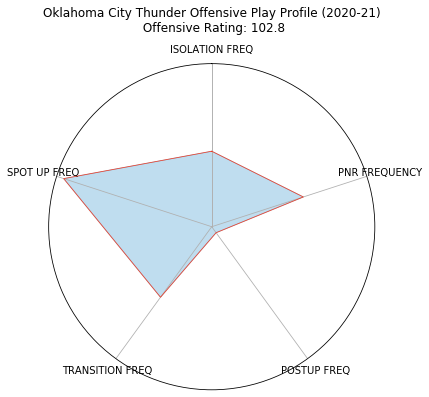 Oklahoma City Thunder Offensive Play Profile (2020-21)
Offensive Rating: 102.8
ISOLATION FREQ
SPOT UP FREQ
PNR FREQUENCY
TRANSITION FREQ
POSTUP FREQ